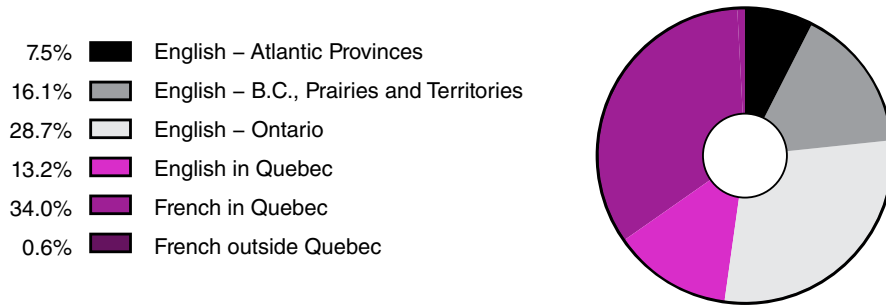 7.5% English – Atlantic Provinces
16.1% English – B.C., Prairies and Territories
28.7% English – Ontario
13.2% English in Quebec
34.0% French in Quebec
0.6% French outside Quebec